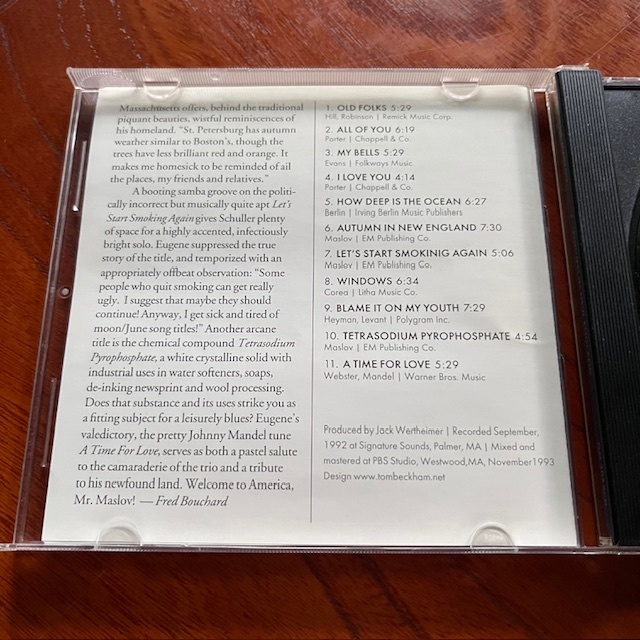 Massachusetts offers, behind the traditional
piquant beauties, wistful reminiscences
of his homeland. "St. Petersburg has autumn
weather similar to Boston's, though the
trees have less brilliant red and orange. It
makes me homesick to be reminded of ail
the places, my friends and relatives."
A booting samba groove on the politi-
cally incorrect but musically quite apt Let's
Start Smoking Again gives Schuller plenty
of space for a highly accented, infectiously
bright solo. Eugene suppressed the true
story of the title, and temporized with an
appropriately offbeat observation: "Some
people who quit smoking can get really
ugly. I suggest that maybe they should
continue! Anyway, I get sick and tired of
moon/June song titles!" Another arcane
title is the chemical compound Tetrasodium
Pyrophosphate, a white crystalline solid with
industrial uses in water softeners, soaps,
de-inking newsprint and wool processing.
Does that substance and its uses strike you as
a fitting subject for a leisurely blues? Eugene's
valedictory, the pretty Johnny Mandel tune
A Time For Love, serves as both a pastel salute
to the camaraderie of the trio and a tribute
to his newfound land. Welcome to America,
Mr. Maslov! — Fred Bouchard
1. OLD FOLKS 5:29
Hill, Robinson | Remick Music Corp.
2. ALL OF YOU 6:19
Porter | Chappell & Co.
3. MY BELLS 5:29
Evans | Folkways Music
4. I LOVE YOU 4:14
Porter | Chappell & Co.
5. HOW DEEP IS THE OCEAN 6:27
Berlin | Irving Berlin Music Publishers
6. AUTUMN IN NEW ENGLAND 7:30
Maslov | EM Publishing Co.
7. LET'S START SMOKINIG AGAIN 5:06
Maslov | EM Publishing Co.
8. WINDOWS 6:34
Corea | Litha Music Co.
9. BLAME IT ON MY YOUTH 7:29
Heyman, Levant | Polygram Inc.
10. TETRASODIUM PYROPHOSPHATE 4:54
Maslov | EM Publishing Co.
11. A TIME FOR LOVE 5:29
Webster, Mandel | Warner Bros. Music
Produced by Jack Wertheimer | Recorded September,
1992 at Signature Sounds, Palmer, MA | Mixed and
mastered at PBS Studio, Westwood,MA, November1993
Design www.tombeckham.net